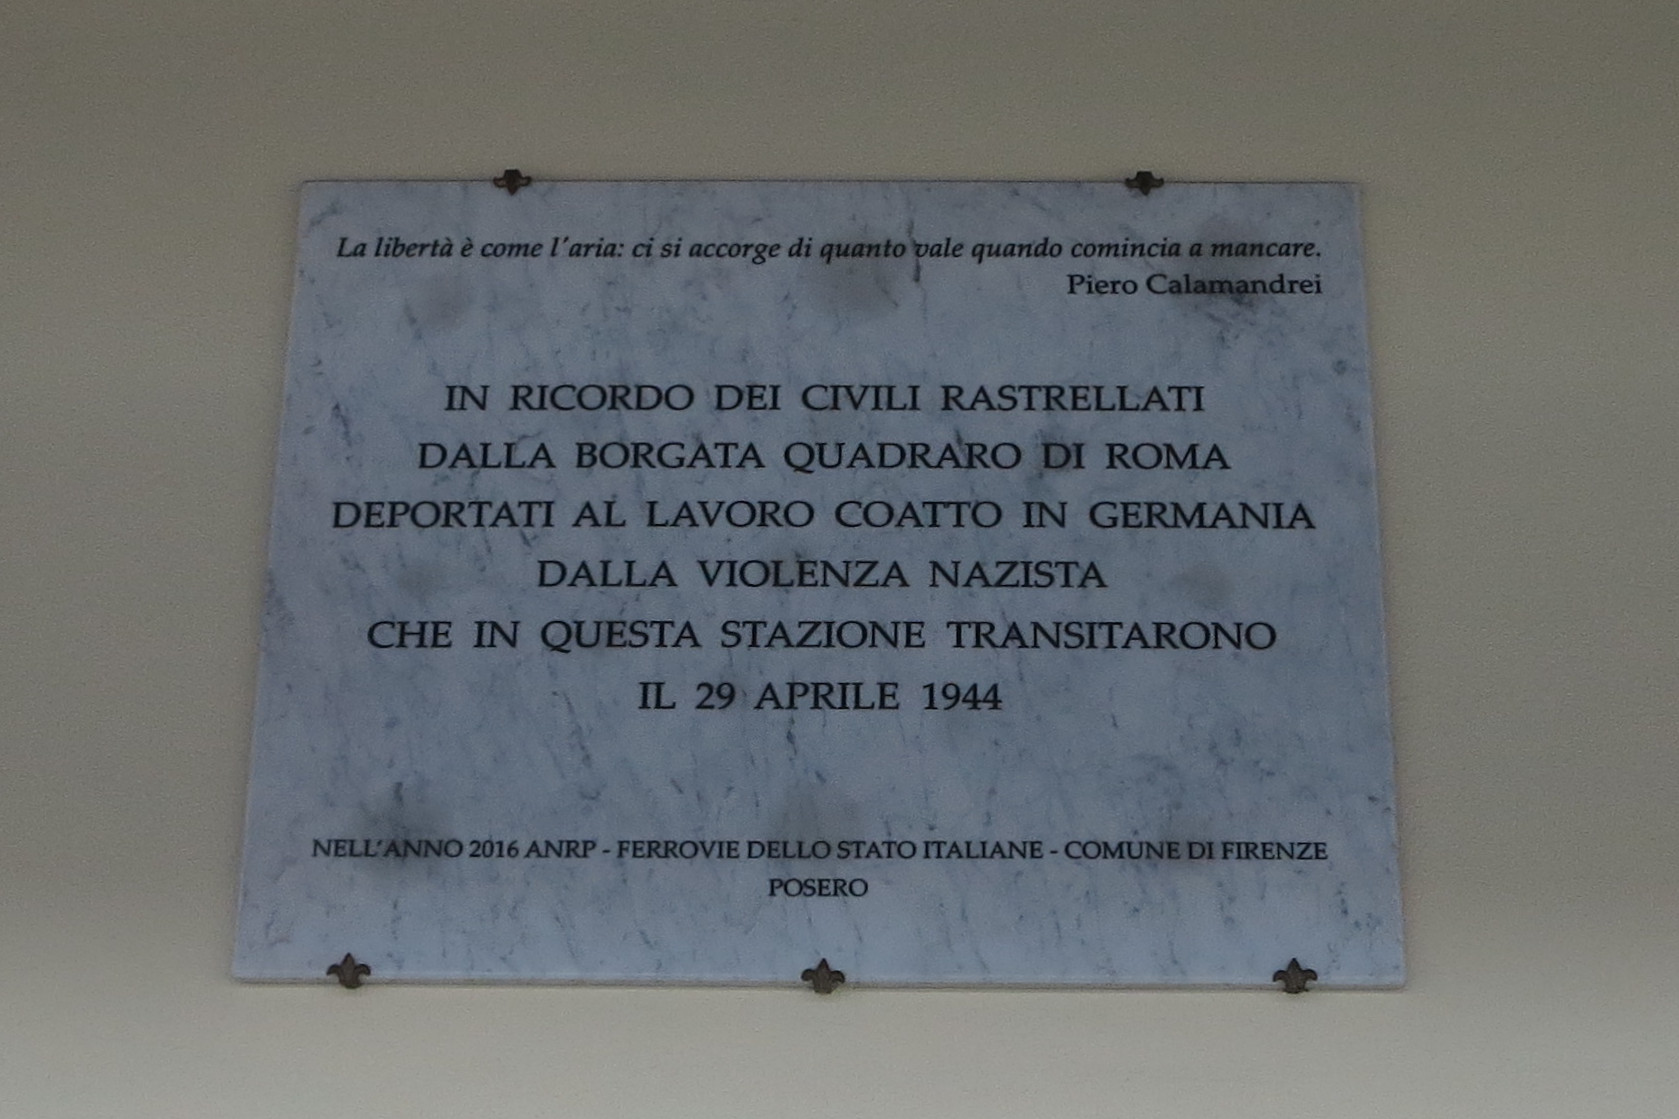 La libertà è come l'aria: ci si accorge di quanto vale quando comincia a mancare.
Piero Calamandrei
IN RICORDO DEI CIVILI RASTRELLATI
DALLA BORGATA QUADRARO DI ROMA
DEPORTATI AL LAVORO COATTO IN GERMANIA
DALLA VIOLENZA NAZISTA
CHE IN QUESTA STAZIONE TRANSITARONO
IL 29 APRILE 1944
NELL'ANNO 2016 ANRP - FERROVIE DELLO STATO ITALIANE - COMUNE DI FIRENZE
POSERO